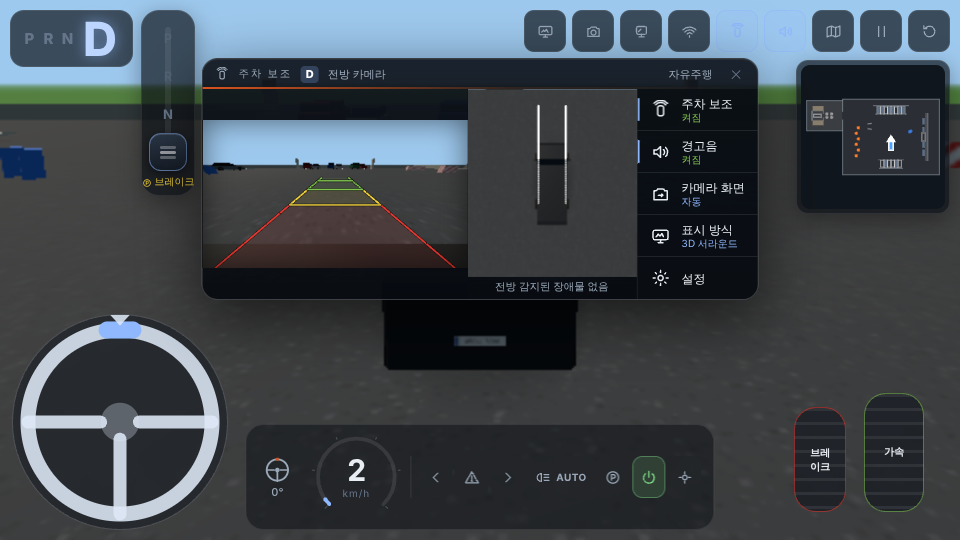 P R N D
P
R
N
브레이크
주차 보조 D 전방 카메라
자유주행
주차 보조
켜짐
경고음
켜짐
카메라 화면
자동
표시 방식
3D 서라운드
설정
전방 감지된 장애물 없음
0°
2
km/h
AUTO
P
브레
이크
가속